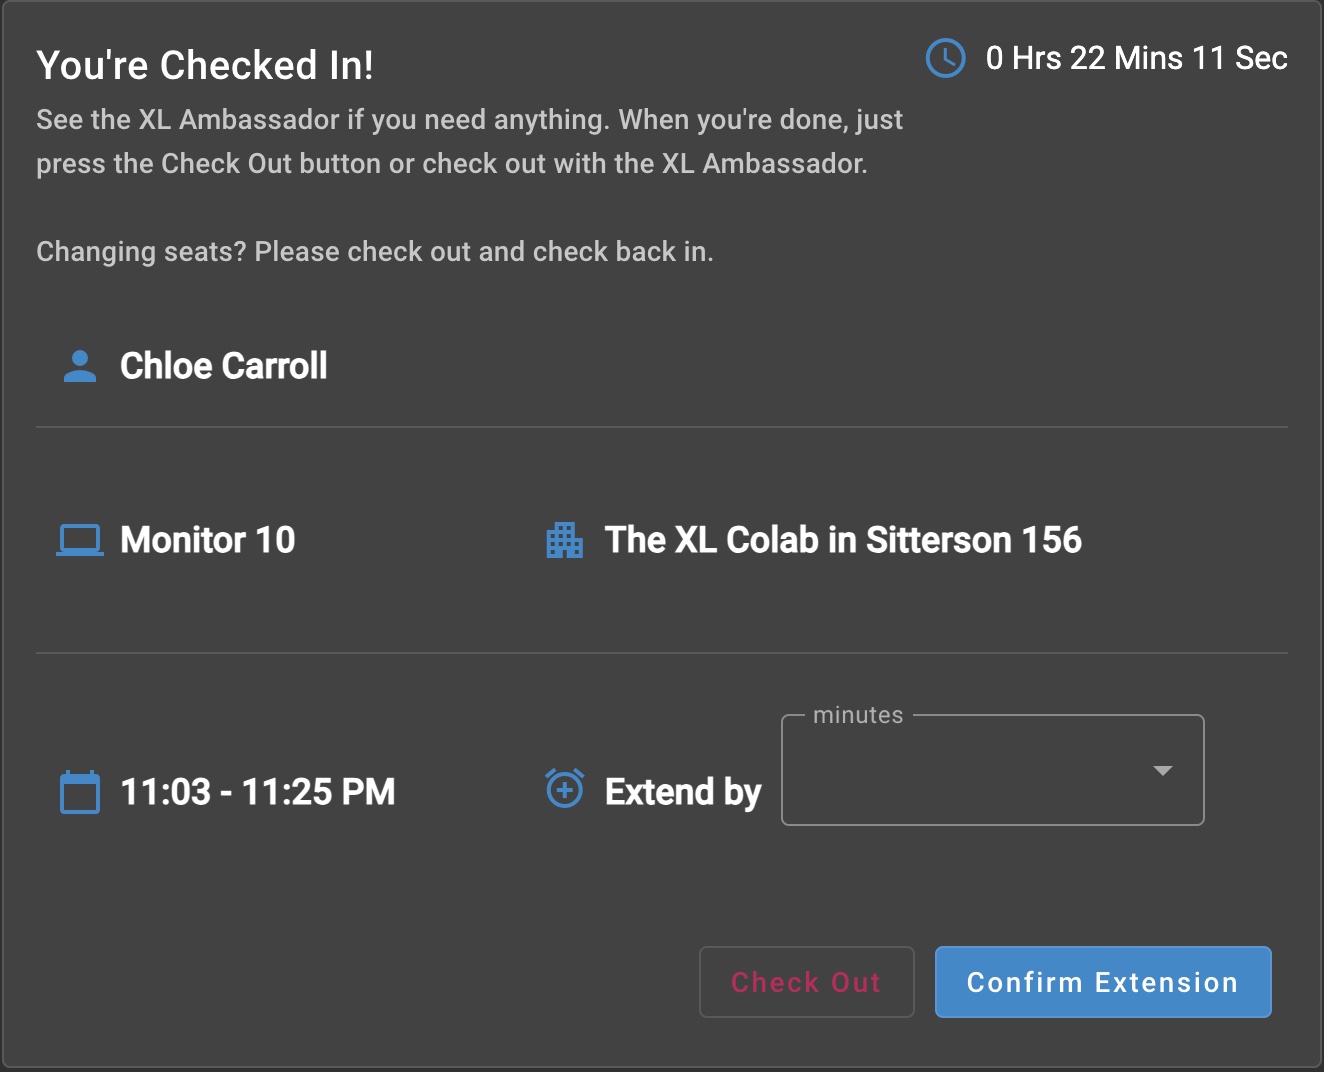 You're Checked In!
0 Hrs 22 Mins 11 Sec
See the XL Ambassador if you need anything. When you're done, just
press the Check Out button or check out with the XL Ambassador.
Changing seats? Please check out and check back in.
Chloe Carroll
Monitor 10
The XL Colab in Sitterson 156
11:03 - 11:25 PM
Extend by
minutes
Check Out
Confirm Extension